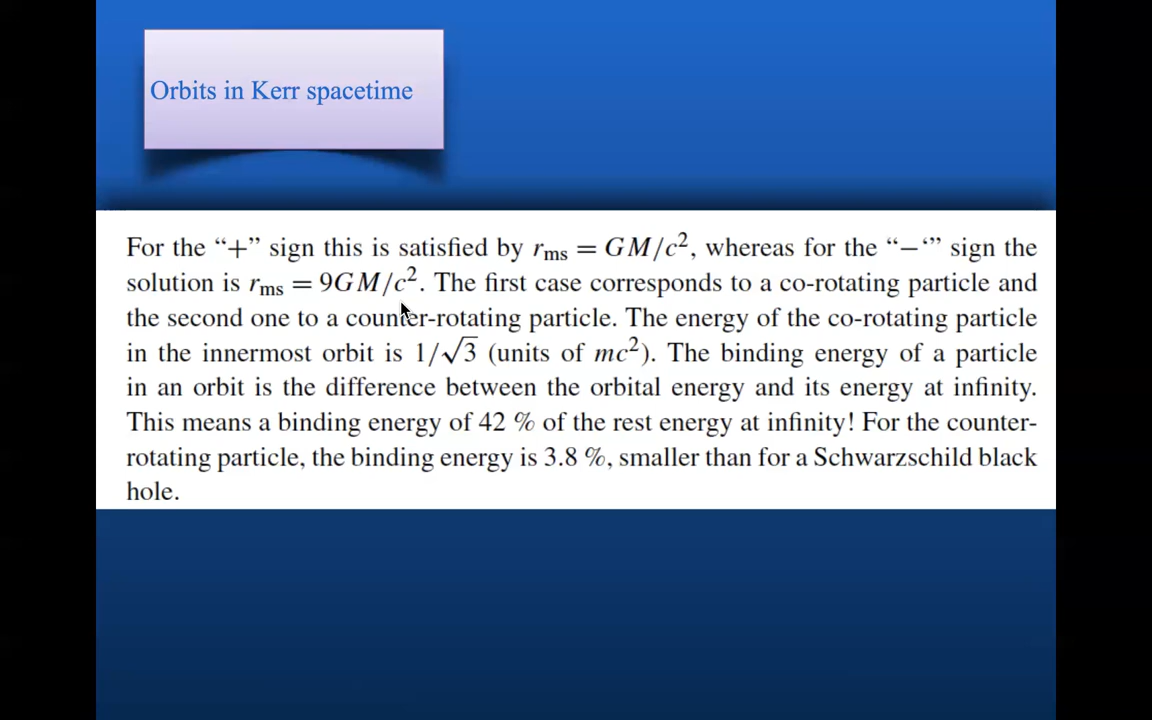 Orbits in Kerr spacetime
For the “+” sign this is satisfied by rms = GM/c², whereas for the “−‘” sign the
solution is rms = 9GM/c². The first case corresponds to a co-rotating particle and
the second one to a counter-rotating particle. The energy of the co-rotating particle
in the innermost orbit is 1/√3 (units of mc²). The binding energy of a particle
in an orbit is the difference between the orbital energy and its energy at infinity.
This means a binding energy of 42 % of the rest energy at infinity! For the counter-
rotating particle, the binding energy is 3.8 %, smaller than for a Schwarzschild black
hole.